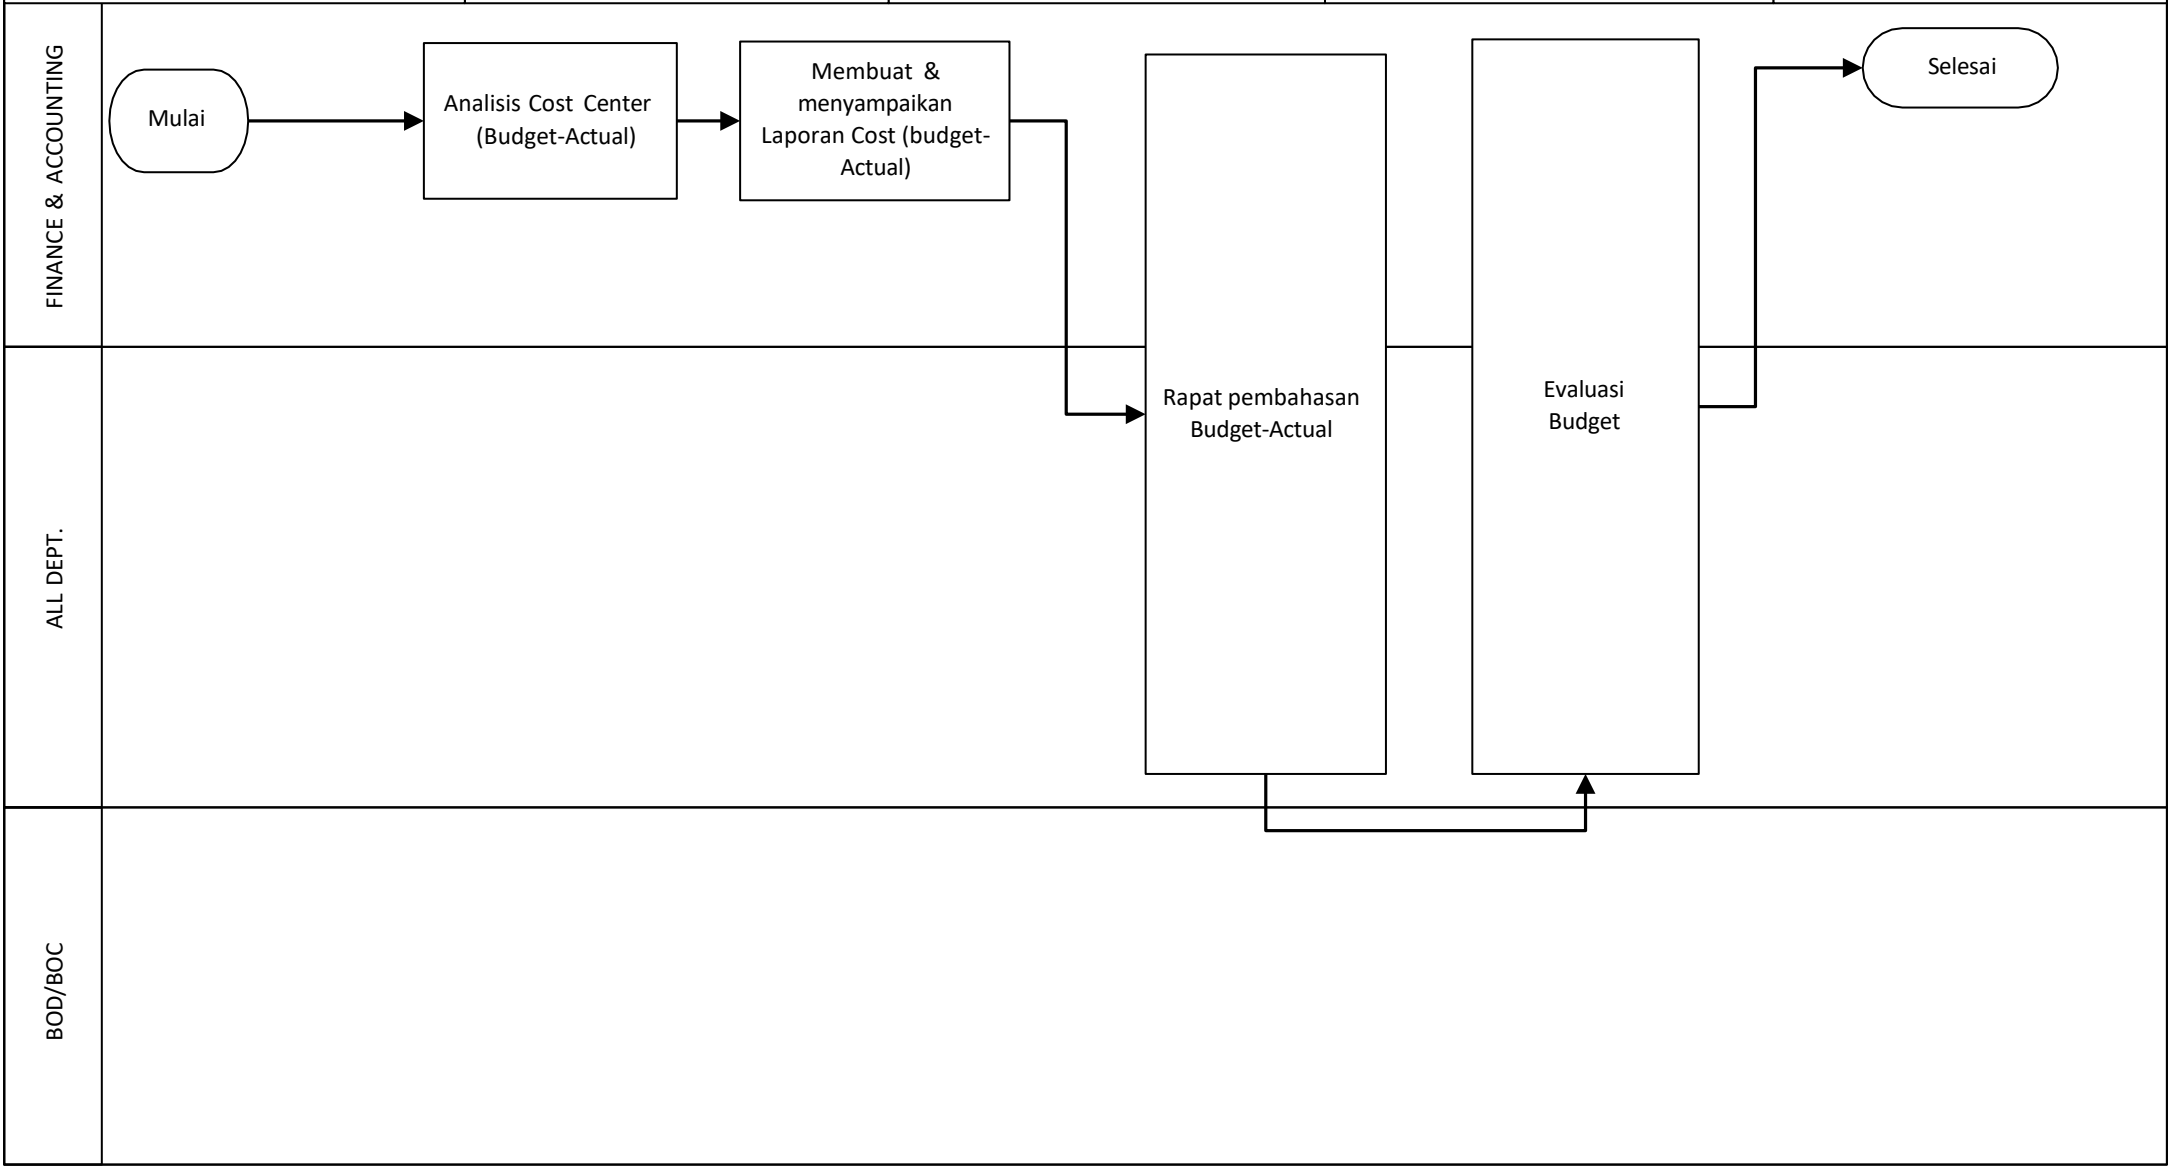 FINANCE & ACCOUNTING
Mulai
Analisis Cost Center
(Budget-Actual)
Membuat &
menyampaikan
Laporan Cost (budget-
Actual)
Selesai
ALL DEPT.
Rapat pembahasan
Budget-Actual
Evaluasi
Budget
BOD/BOC